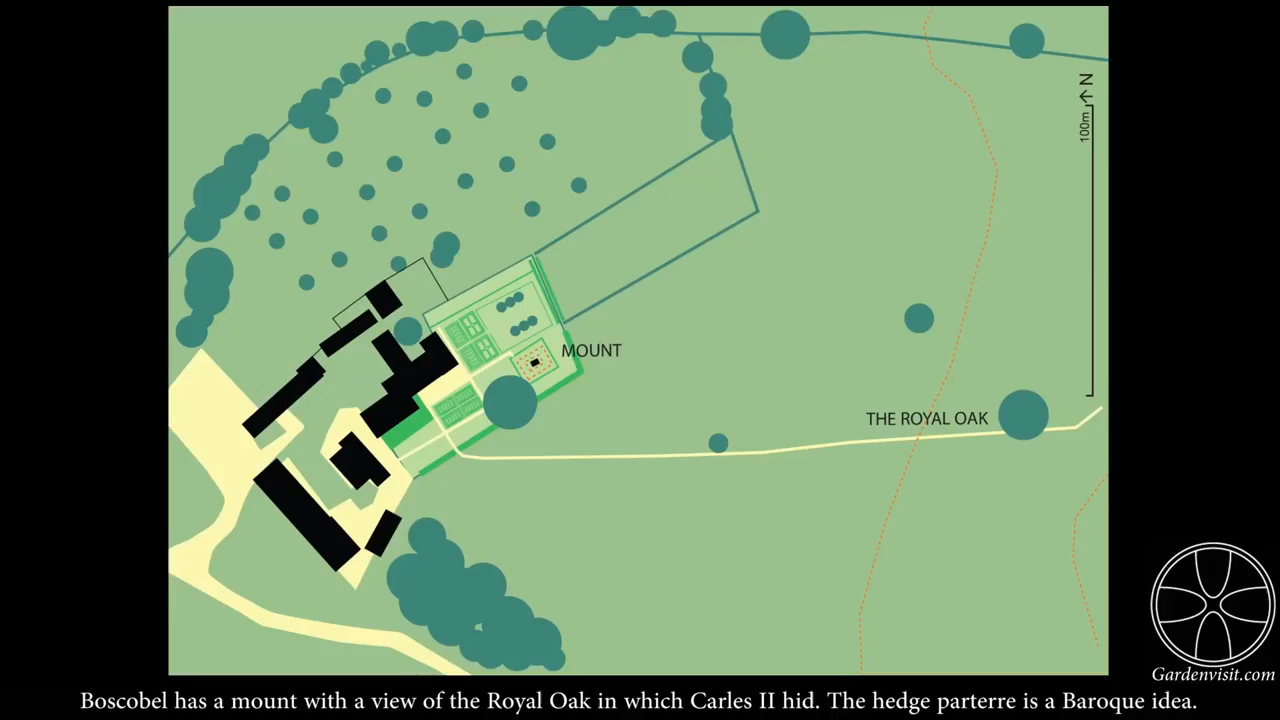 N
100m
MOUNT
THE ROYAL OAK
Gardenvisit.com
Boscobel has a mount with a view of the Royal Oak in which Carles II hid. The hedge parterre is a Baroque idea.